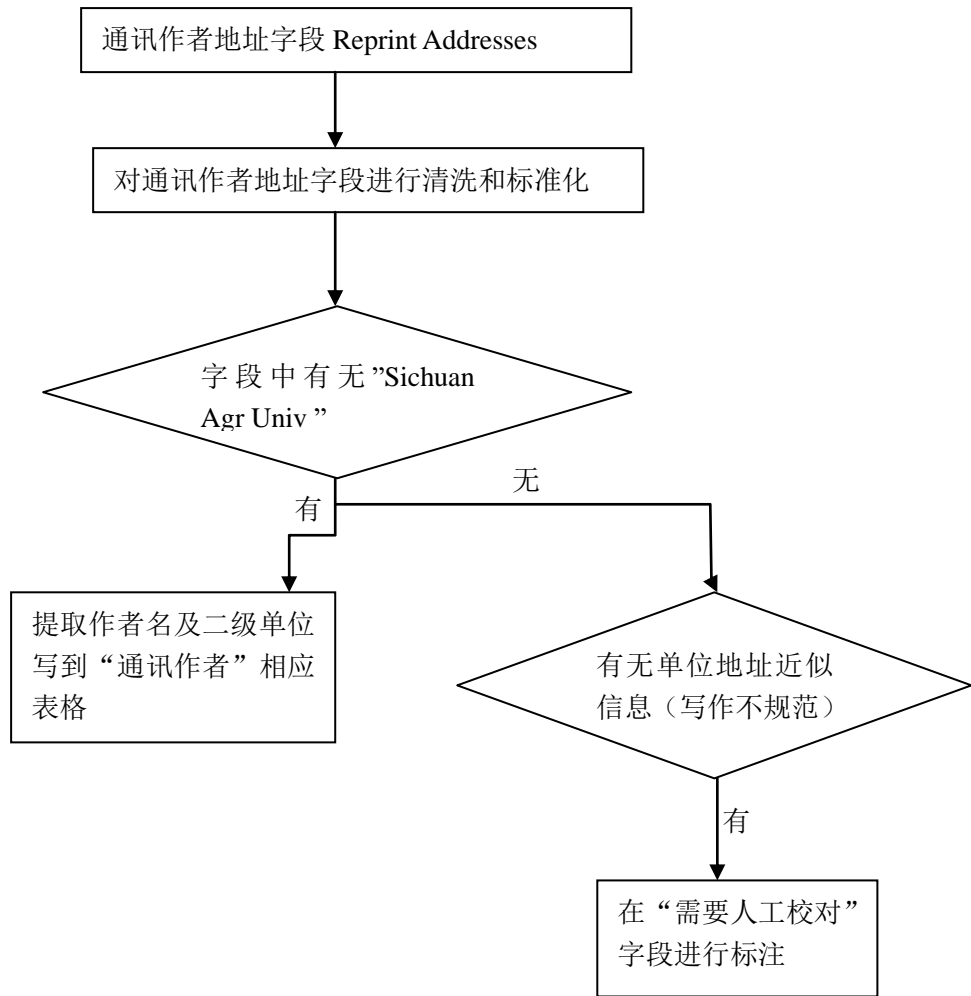 通讯作者地址字段 Reprint Addresses
对通讯作者地址字段进行清洗和标准化
字段中有无”Sichuan
Agr Univ ”
无
有
提取作者名及二级单位
写到“通讯作者”相应
表格
有无单位地址近似
信息（写作不规范）
有
在“需要人工校对”
字段进行标注